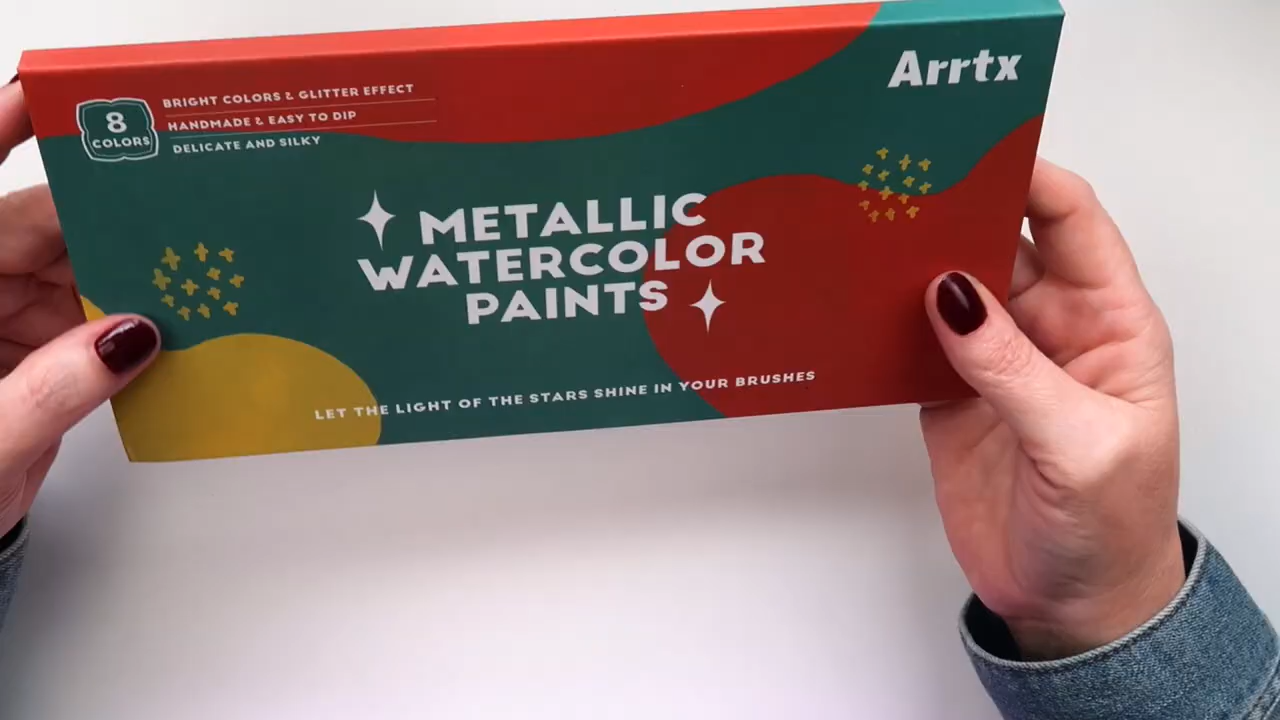 Arrtx
8
COLORS
BRIGHT COLORS & GLITTER EFFECT
HANDMADE & EASY TO DIP
DELICATE AND SILKY
METALLIC
WATERCOLOR
PAINTS
LET THE LIGHT OF THE STARS SHINE IN YOUR BRUSHES